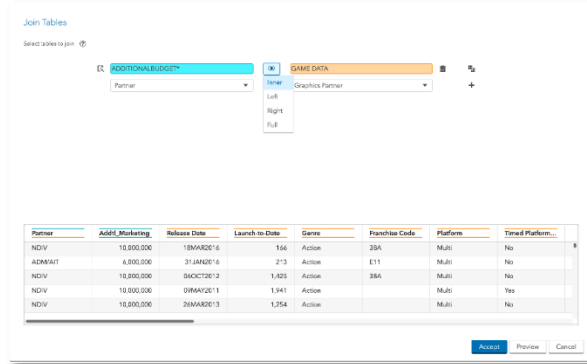 Join Tables
Select tables to join
ADDITIONALBUDGET* GAME DATA
Partner Graphics Partner
Inner
Left
Right
Full
Partner Addtl_Marketing Release Date Launch-to-Date Genre Franchise Code Platform Timed Platform...
NDIV 10,000,000 18MAR2016 166 Action 38A Multi No
ADM/AIT 6,000,000 31JAN2016 213 Action E11 Multi No
NDIV 10,000,000 06OCT2012 1,425 Action 38A Multi No
NDIV 10,000,000 09MAY2011 1,941 Action Multi Yes
NDIV 10,000,000 26MAR2013 1,254 Action Multi No
Accept Preview Cancel